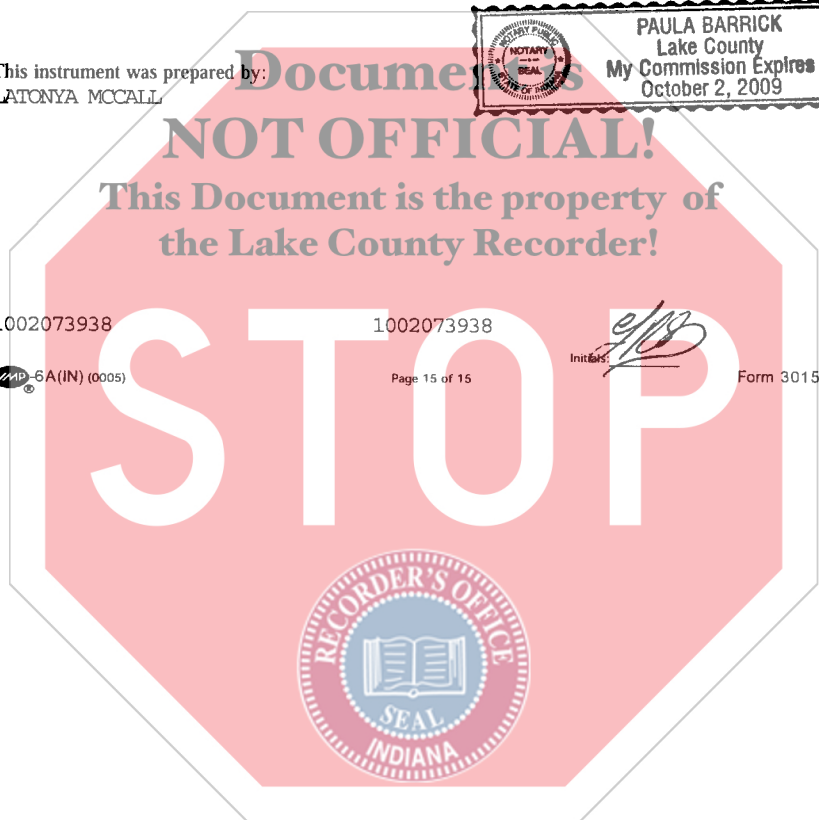 PAULA BARRICK
Lake County
My Commission Expires
October 2, 2009
NOTARY PUBLIC
NOTARY
SEAL
STATE OF INDIANA
This instrument was prepared by:
LATONYA MCCALL
Document is
NOT OFFICIAL!
This Document is the property of
the Lake County Recorder!
1002073938 1002073938
Initials:
VMP-6A(IN) (0005) Page 15 of 15 Form 3015
®
STOP
RECORDER'S OFFICE
SEAL
INDIANA